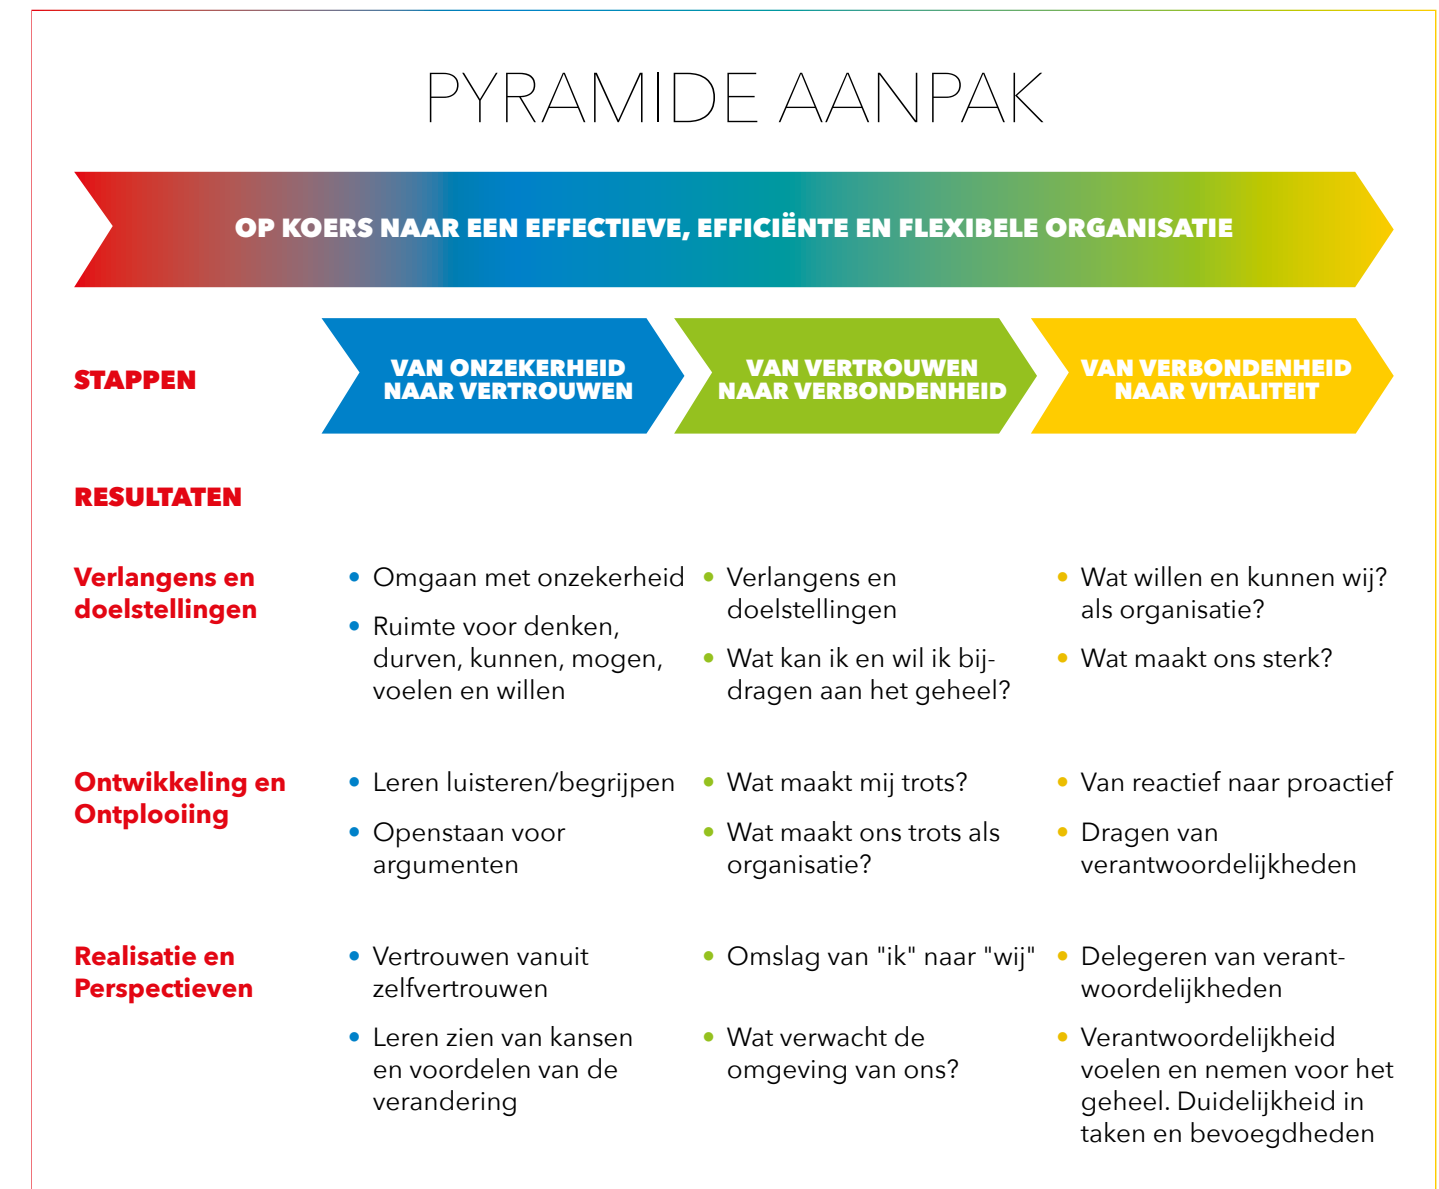 PYRAMIDE AANPAK
OP KOERS NAAR EEN EFFECTIEVE, EFFICIËNTE EN FLEXIBELE ORGANISATIE
STAPPEN
VAN ONZEKERHEID
NAAR VERTROUWEN
VAN VERTROUWEN
NAAR VERBONDENHEID
VAN VERBONDENHEID
NAAR VITALITEIT
RESULTATEN
Verlangens en
doelstellingen
• Omgaan met onzekerheid
• Ruimte voor denken,
durven, kunnen, mogen,
voelen en willen
• Verlangens en
doelstellingen
• Wat kan ik en wil ik bij-
dragen aan het geheel?
• Wat willen en kunnen wij?
als organisatie?
• Wat maakt ons sterk?
Ontwikkeling en
Ontplooiing
• Leren luisteren/begrijpen
• Openstaan voor
argumenten
• Wat maakt mij trots?
• Wat maakt ons trots als
organisatie?
• Van reactief naar proactief
• Dragen van
verantwoordelijkheden
Realisatie en
Perspectieven
• Vertrouwen vanuit
zelfvertrouwen
• Leren zien van kansen
en voordelen van de
verandering
• Omslag van "ik" naar "wij"
• Wat verwacht de
omgeving van ons?
• Delegeren van verant-
woordelijkheden
• Verantwoordelijkheid
voelen en nemen voor het
geheel. Duidelijkheid in
taken en bevoegdheden